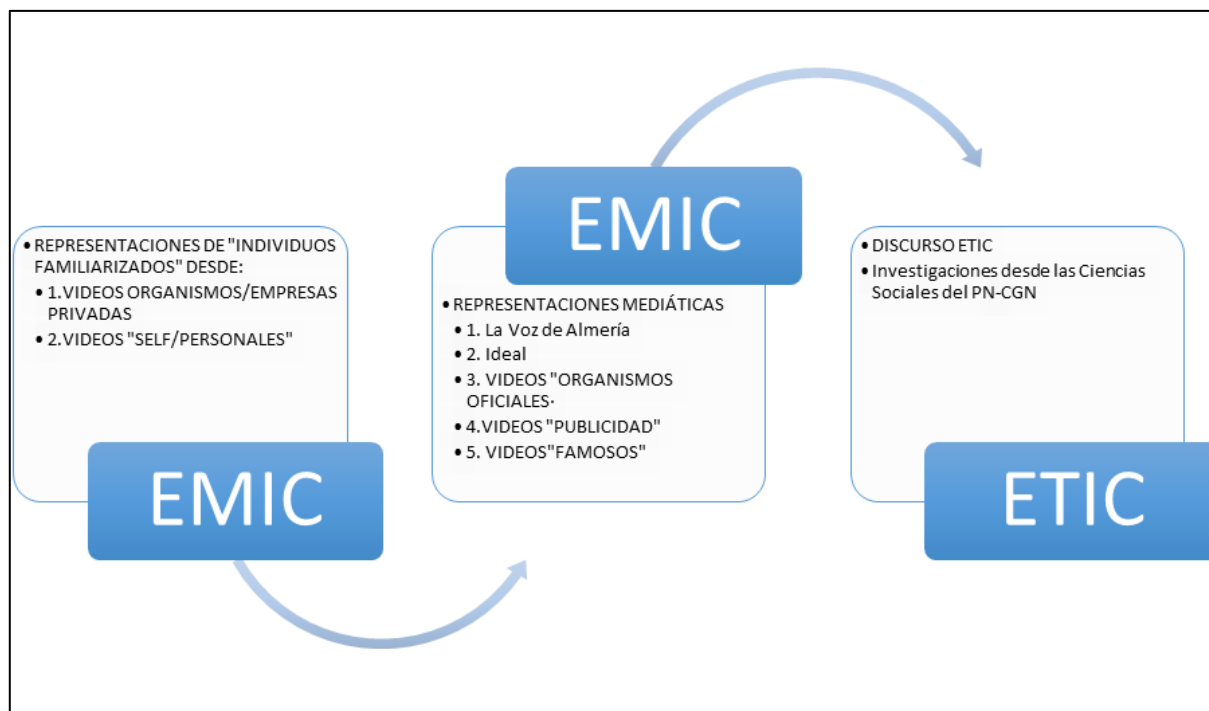 • REPRESENTACIONES DE "INDIVIDUOS
FAMILIARIZADOS" DESDE:
• 1.VIDEOS ORGANISMOS/EMPRESAS
PRIVADAS
• 2.VIDEOS "SELF/PERSONALES"
EMIC
EMIC
• REPRESENTACIONES MEDIÁTICAS
• 1. La Voz de Almería
• 2. Ideal
• 3. VIDEOS "ORGANISMOS
OFICIALES·
• 4.VIDEOS "PUBLICIDAD"
• 5. VIDEOS"FAMOSOS"
• DISCURSO ETIC
• Investigaciones desde las Ciencias
Sociales del PN-CGN
ETIC